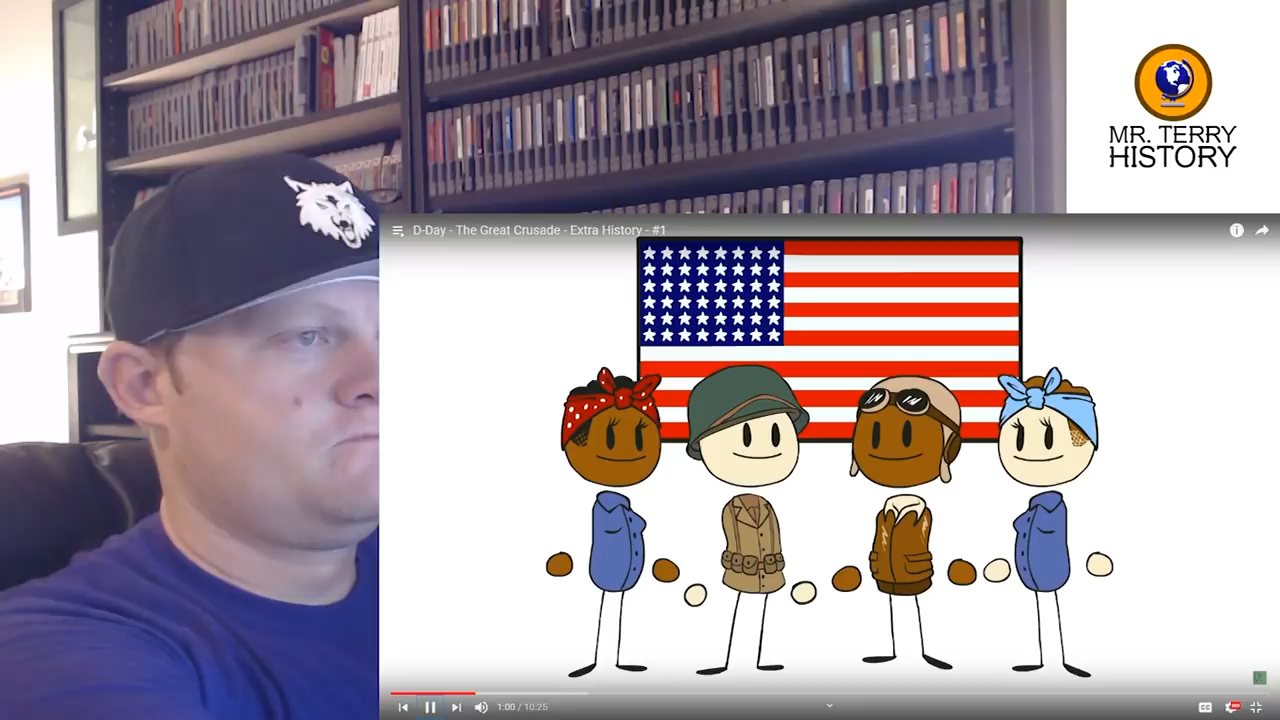 MR. TERRY
HISTORY
D-Day - The Great Crusade - Extra History - #1
1:00 / 10:25